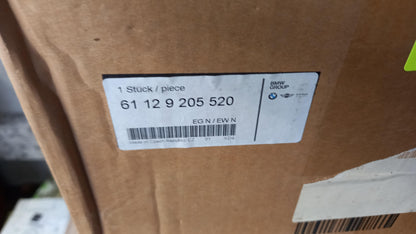 1 Stück / piece
BMW
GROUP
61 12 9 205 520
EG N / EW N